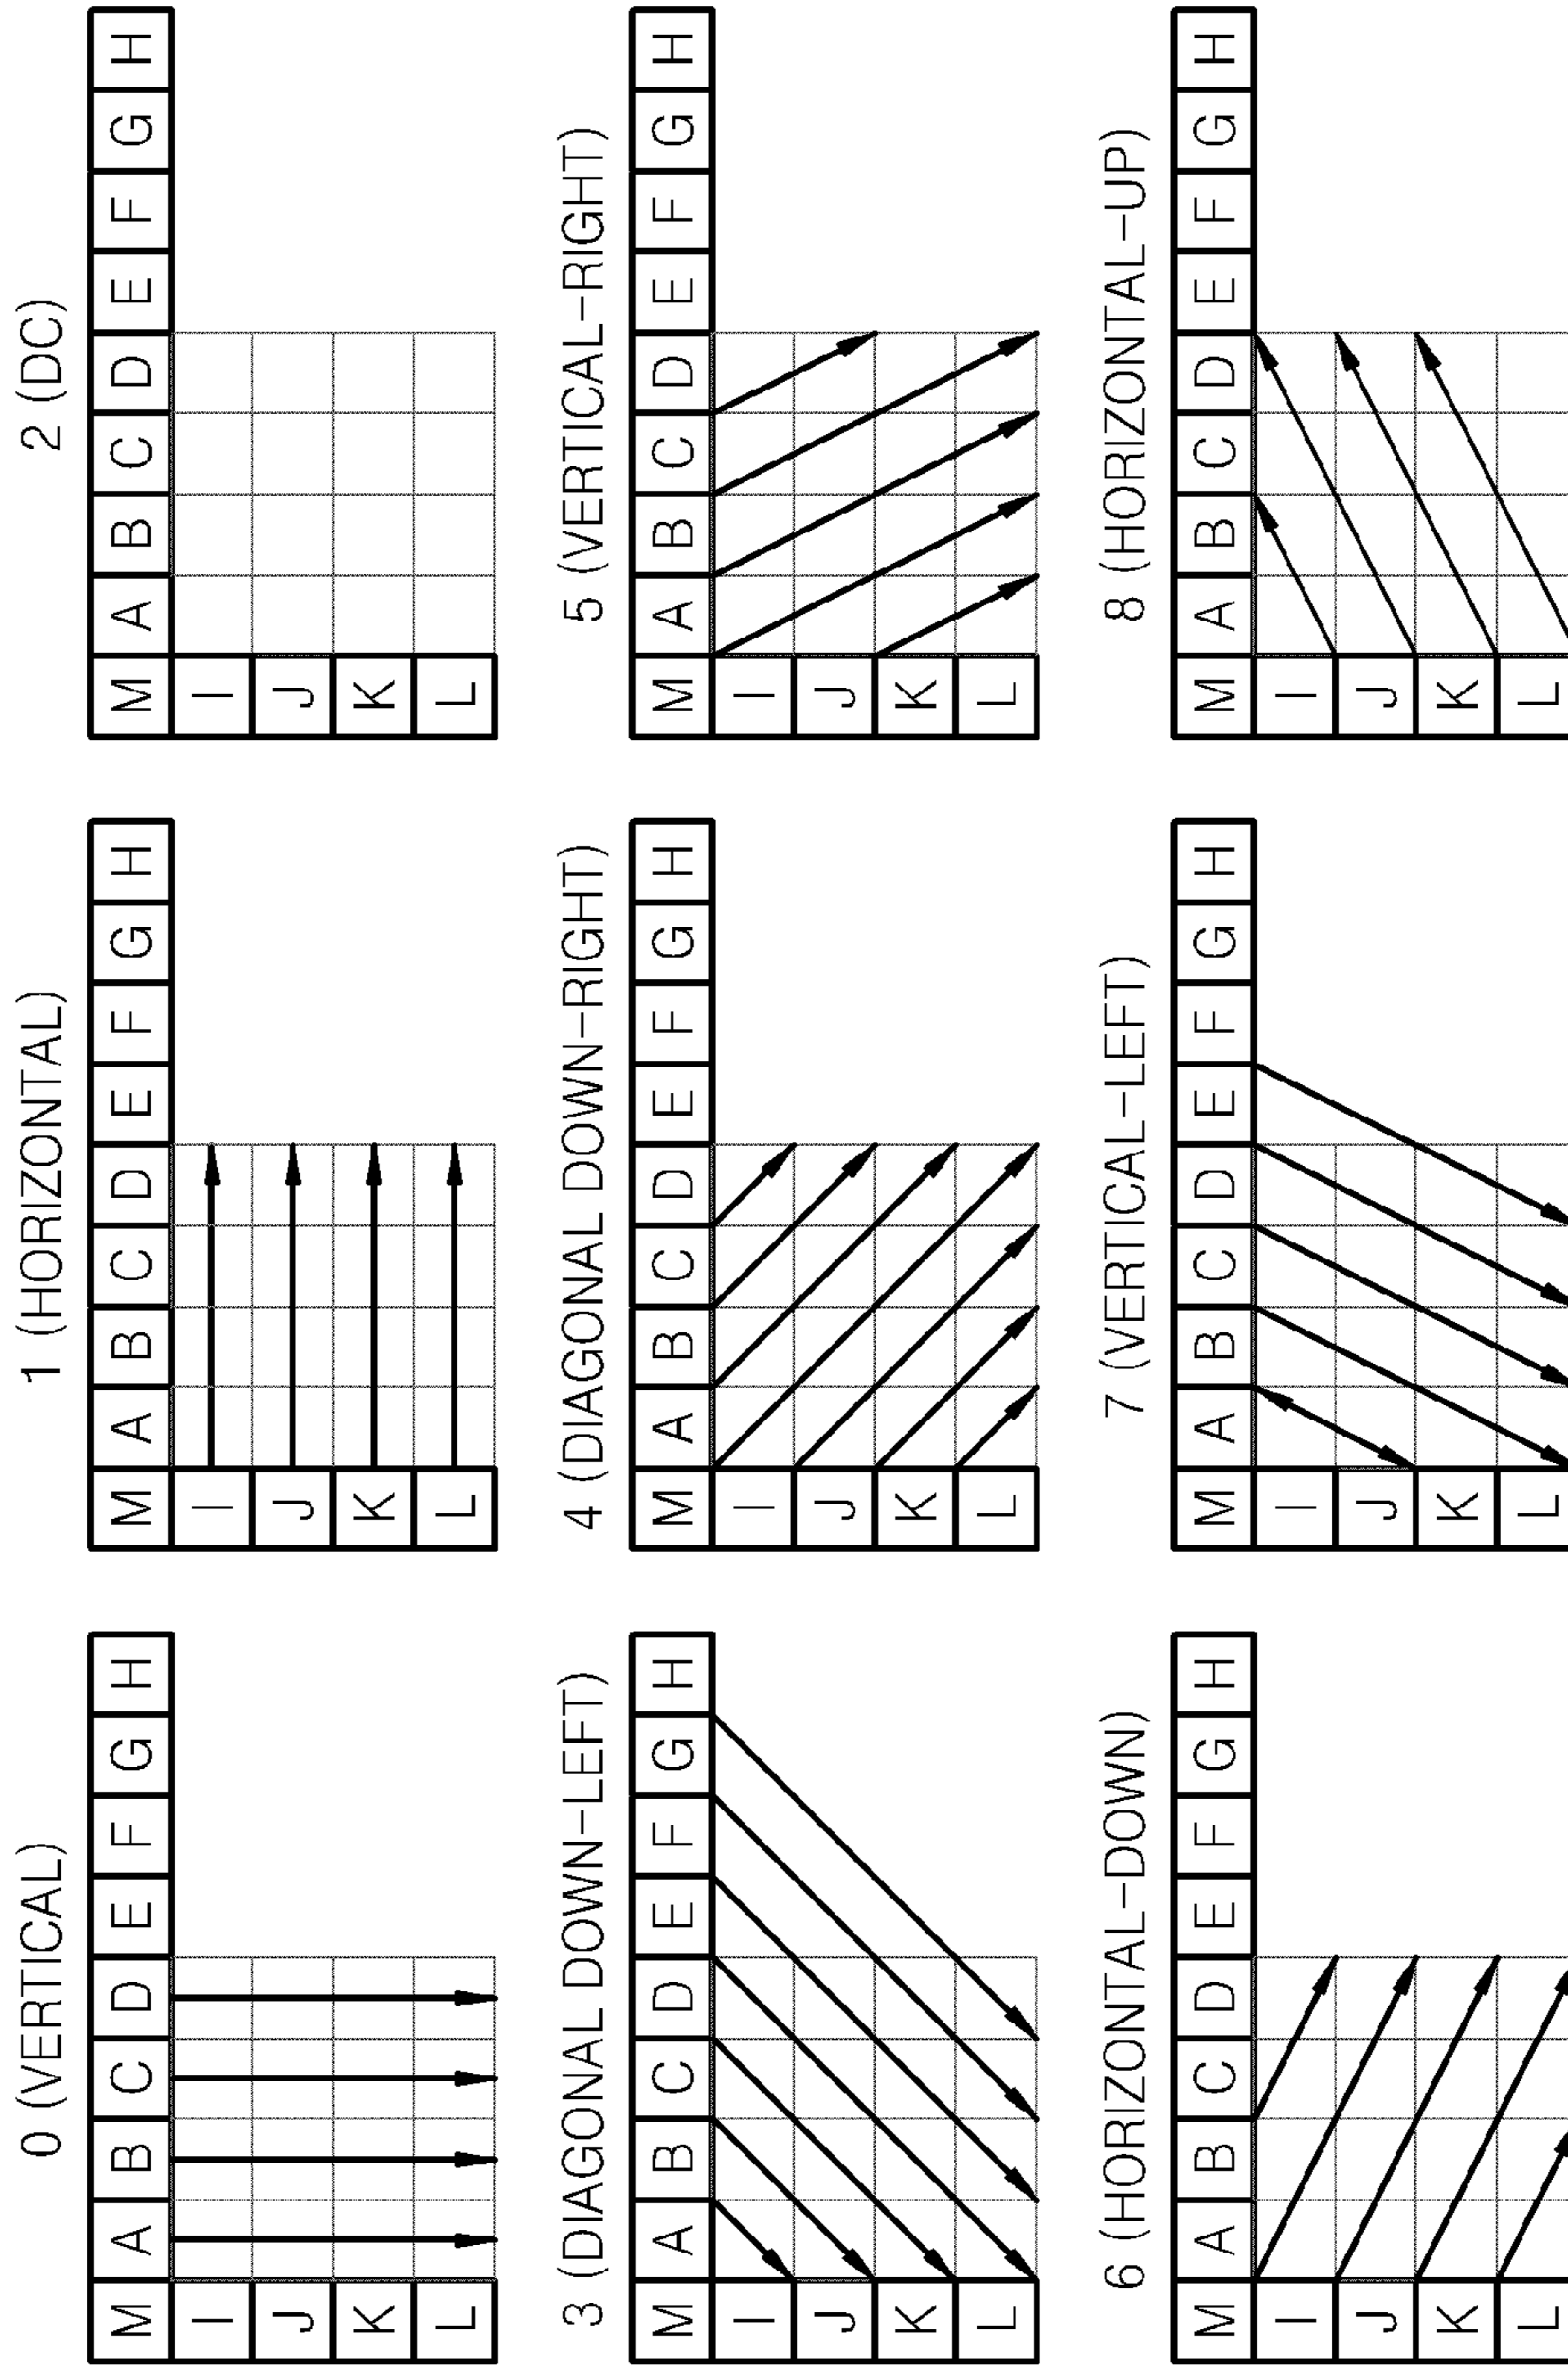 0 (VERTICAL)
M A B C D E F G H
I
J
K
L
1 (HORIZONTAL)
M A B C D E F G H
I
J
K
L
2 (DC)
M A B C D E F G H
I
J
K
L
3 (DIAGONAL DOWN-LEFT)
M A B C D E F G H
I
J
K
L
4 (DIAGONAL DOWN-RIGHT)
M A B C D E F G H
I
J
K
L
5 (VERTICAL-RIGHT)
M A B C D E F G H
I
J
K
L
6 (HORIZONTAL-DOWN)
M A B C D E F G H
I
J
K
L
7 (VERTICAL-LEFT)
M A B C D E F G H
I
J
K
L
8 (HORIZONTAL-UP)
M A B C D E F G H
I
J
K
L